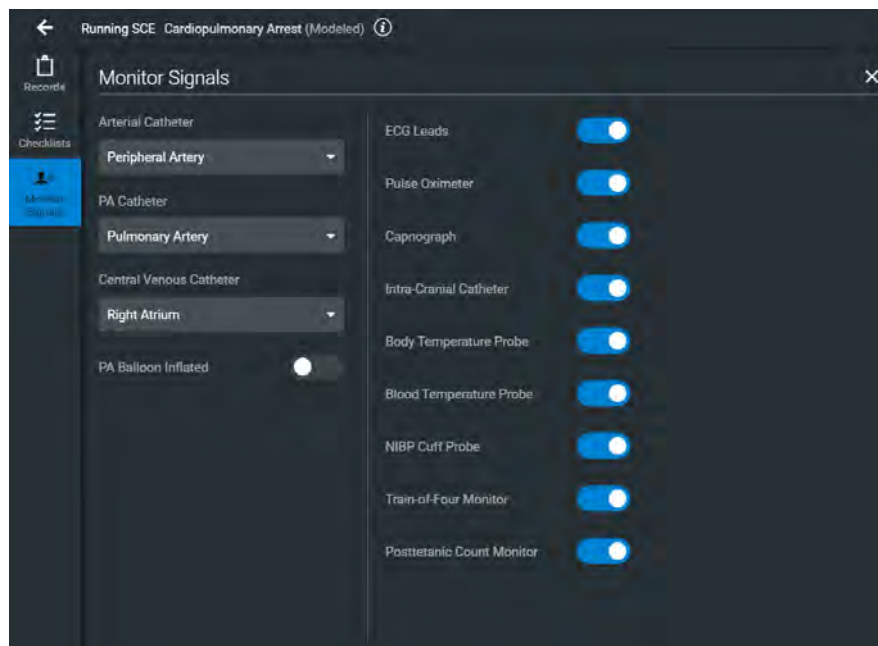 Running SCE Cardiopulmonary Arrest (Modeled)
Records
Monitor Signals
Checklists
Arterial Catheter
Peripheral Artery
PA Catheter
Pulmonary Artery
Central Venous Catheter
Right Atrium
PA Balloon Inflated
ECG Leads
Pulse Oximeter
Capnograph
Intra-Cranial Catheter
Body Temperature Probe
Blood Temperature Probe
NIBP Cuff Probe
Train-of-Four Monitor
Posttetanic Count Monitor